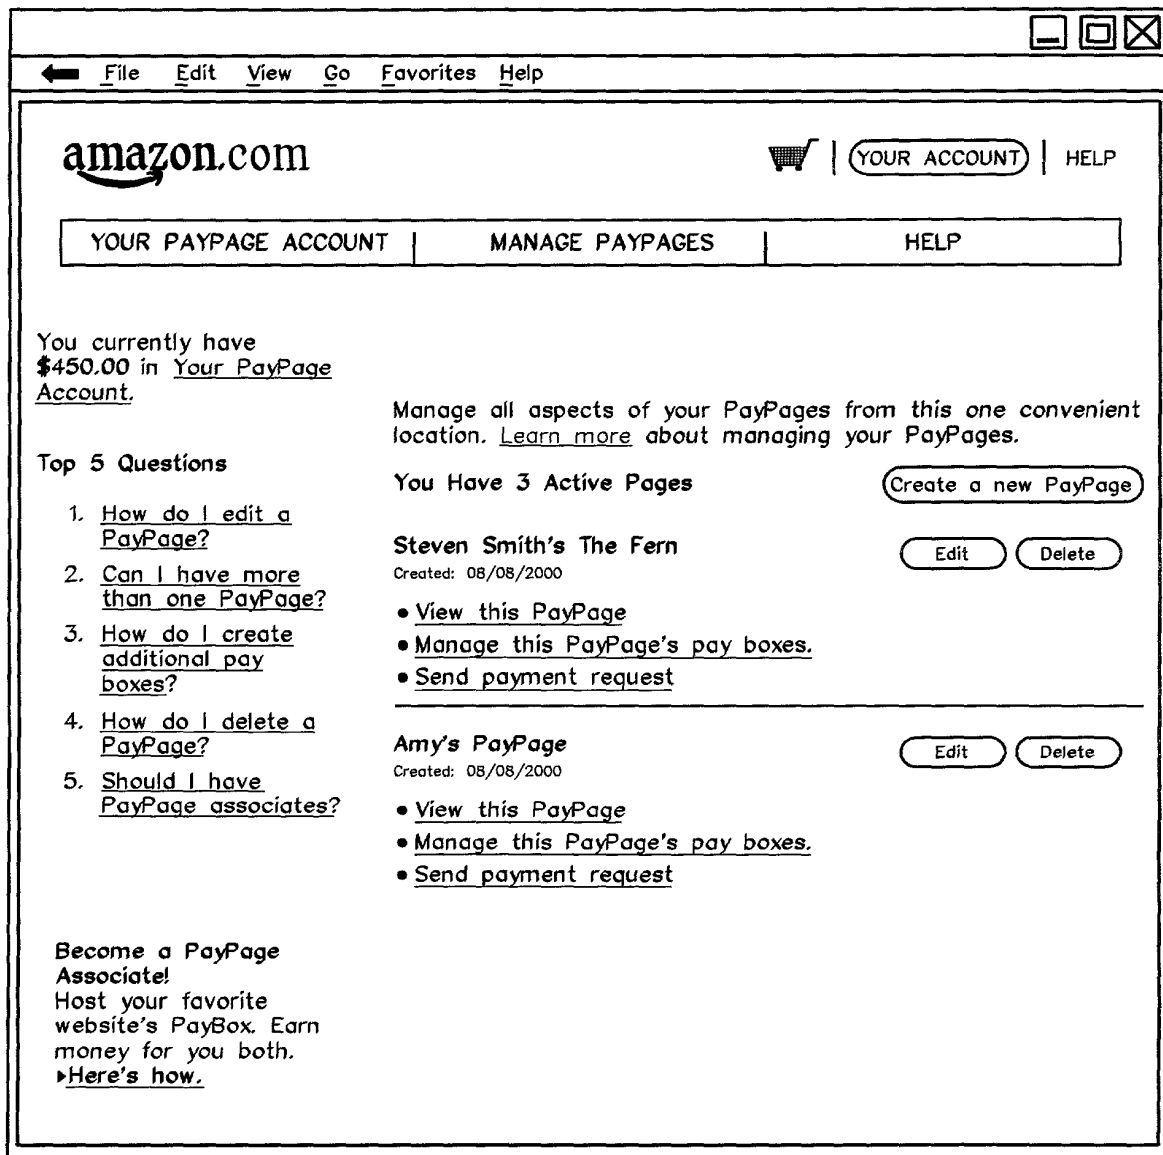 File Edit View Go Favorites Help
amazon.com
YOUR ACCOUNT | HELP
YOUR PAYPAGE ACCOUNT | MANAGE PAYPAGES | HELP
You currently have
$450.00 in Your PayPage
Account.
Top 5 Questions
1. How do I edit a
PayPage?
2. Can I have more
than one PayPage?
3. How do I create
additional pay
boxes?
4. How do I delete a
PayPage?
5. Should I have
PayPage associates?
Become a PayPage
Associate!
Host your favorite
website's PayBox. Earn
money for you both.
Here's how.
Manage all aspects of your PayPages from this one convenient
location. Learn more about managing your PayPages.
You Have 3 Active Pages
Create a new PayPage
Steven Smith's The Fern
Edit Delete
Created: 08/08/2000
• View this PayPage
• Manage this PayPage's pay boxes.
• Send payment request
Amy's PayPage
Edit Delete
Created: 08/08/2000
• View this PayPage
• Manage this PayPage's pay boxes.
• Send payment request